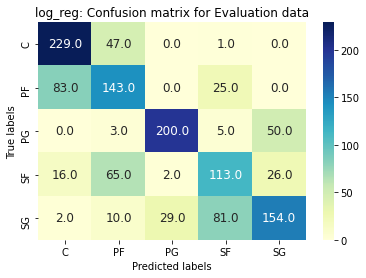 log_reg: Confusion matrix for Evaluation data
True labels
C 229.0 47.0 0.0 1.0 0.0
PF 83.0 143.0 0.0 25.0 0.0
PG 0.0 3.0 200.0 5.0 50.0
SF 16.0 65.0 2.0 113.0 26.0
SG 2.0 10.0 29.0 81.0 154.0
C PF PG SF SG
Predicted labels
200
150
100
50
0